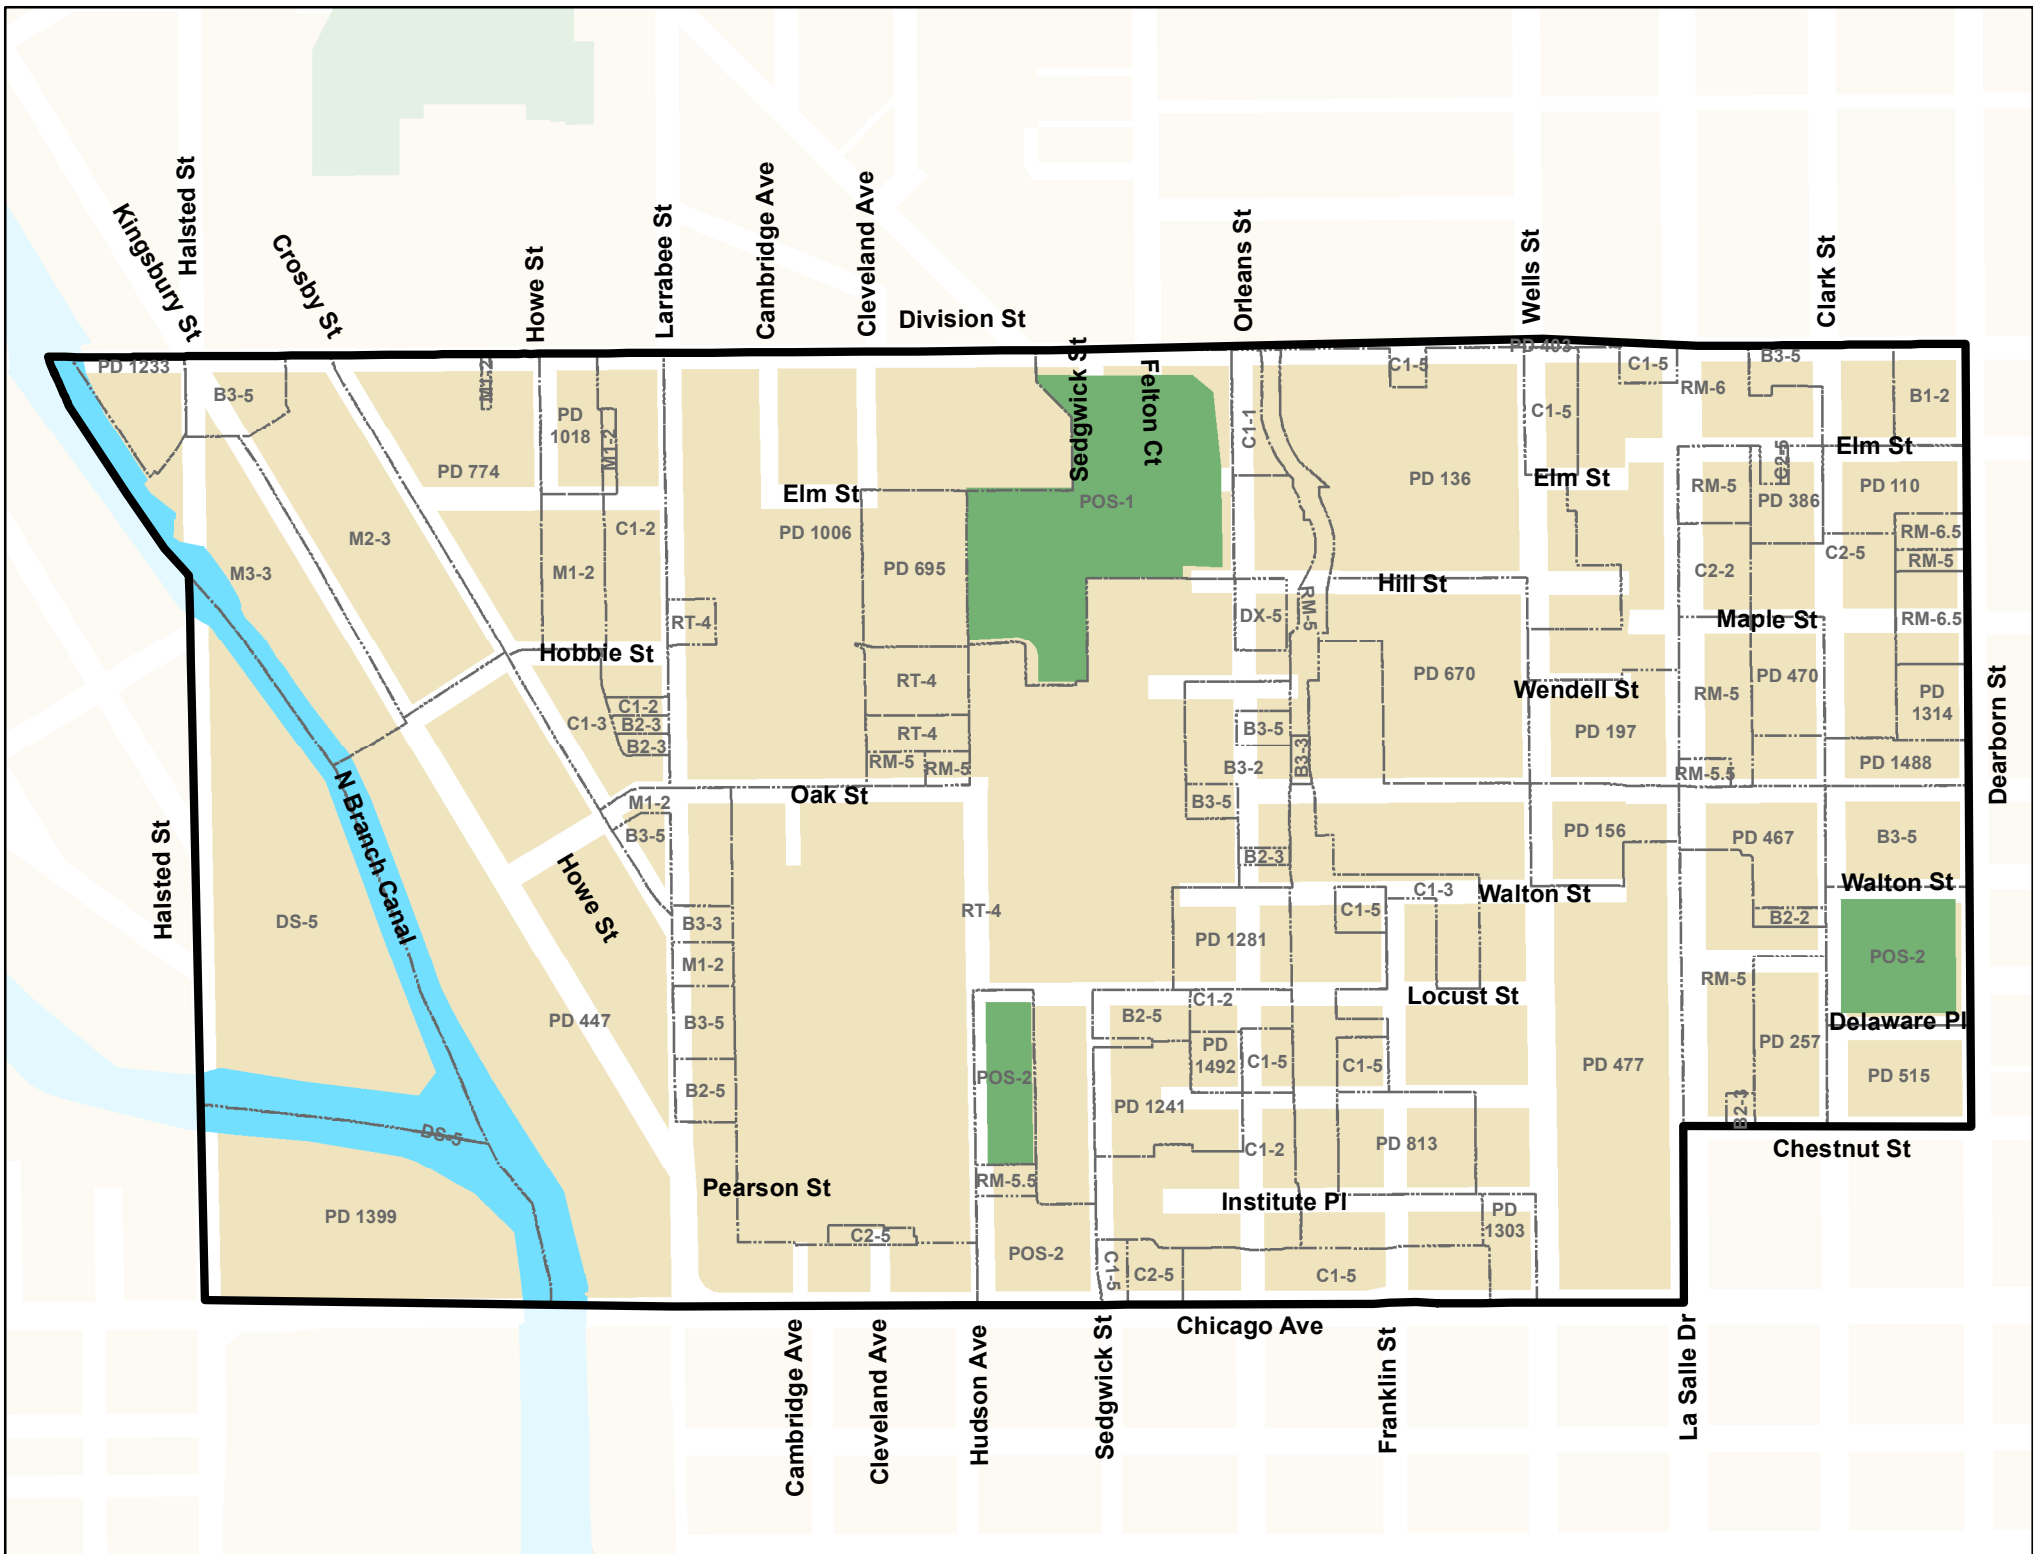 Kingsbury St
Halsted St
Crosby St
Howe St
Larrabee St
Cambridge Ave
Cleveland Ave
Division St
Sedgwick St
Felton Ct
Orleans St
Wells St
Clark St
PD 1233
B3-5
M1-2
PD
1018
M1-2
PD 774
C1-1
C1-5
PD 403
C1-5
C1-5
RM-6
B3-5
B1-2
Elm St
Elm St
Elm St
PD 136
POS-1
RM-5
C2-5
PD 386
PD 110
RM-6.5
RM-5
C2-5
M2-3
M3-3
C1-2
M1-2
PD 1006
PD 695
RT-4
DX-5
RM-5
Hill St
C2-2
Maple St
RM-6.5
Hobbie St
RT-4
PD 670
Wendell St
RM-5
PD 470
PD
1314
Dearborn St
C1-2
C1-3
B2-3
B2-3
RT-4
RM-5
RM-5
B3-5
B3-2
B3-3
PD 197
RM-5.5
PD 1488
Oak St
M1-2
B3-5
B3-5
B2-3
PD 156
PD 467
B3-5
N Branch Canal
Halsted St
DS-5
Howe St
B3-3
M1-2
RT-4
C1-3
Walton St
Walton St
C1-5
B2-2
PD 1281
POS-2
RM-5
PD 447
B3-5
B2-5
C1-2
Locust St
Delaware Pl
B2-5
PD
1492
C1-5
C1-5
PD 477
PD 257
PD 515
POS-2
PD 1241
B2-3
DS-5
C1-2
PD 813
Chestnut St
Pearson St
RM-5.5
Institute Pl
PD
1303
PD 1399
C2-5
POS-2
C1-5
C2-5
C1-5
Chicago Ave
Cambridge Ave
Cleveland Ave
Hudson Ave
Sedgwick St
Franklin St
La Salle Dr